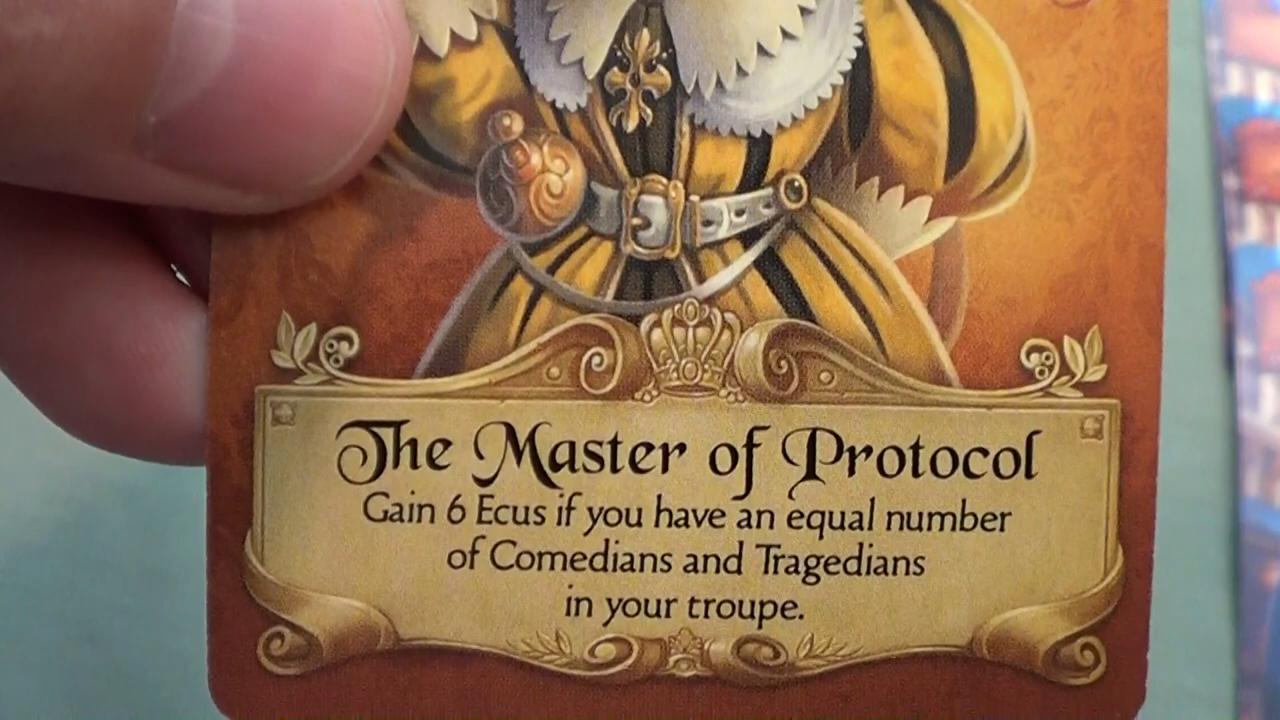 The Master of Protocol
Gain 6 Ecus if you have an equal number
of Comedians and Tragedians
in your troupe.